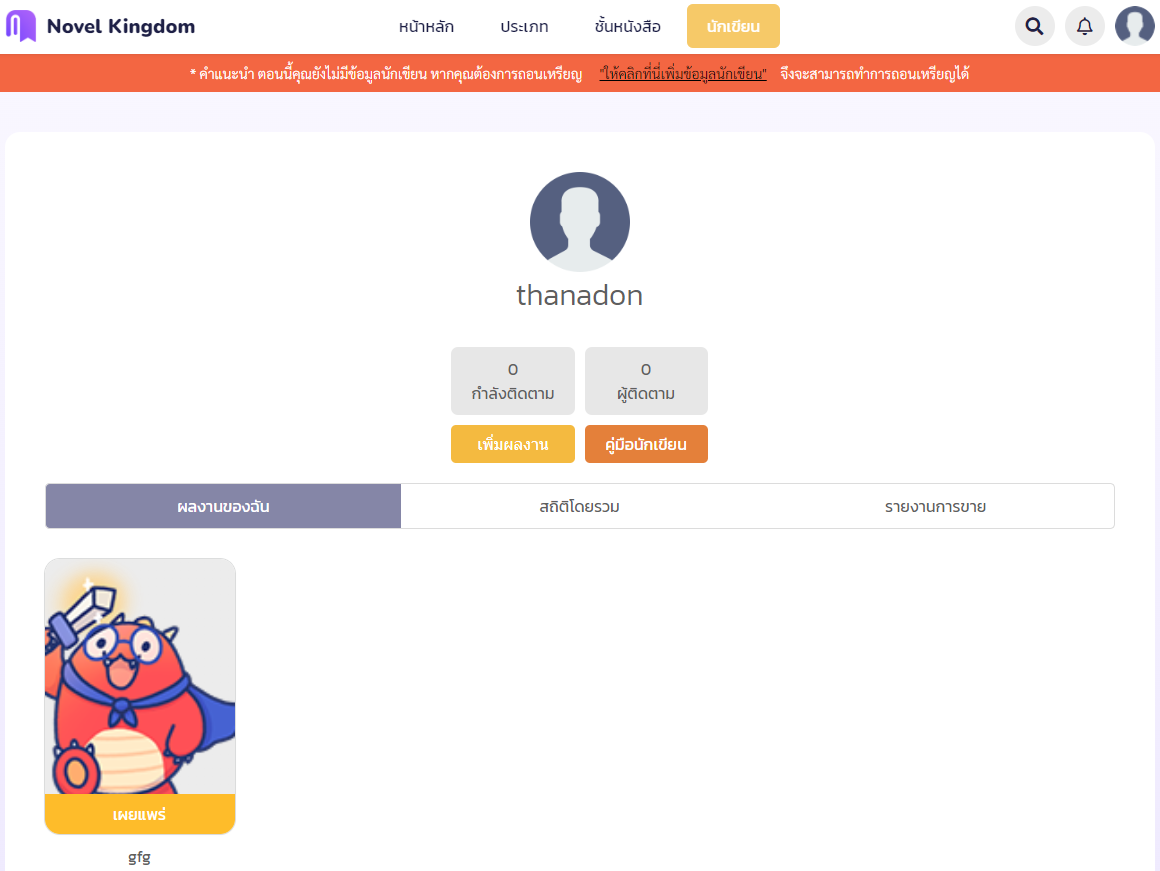 Novel Kingdom หน้าหลัก ประเภท ชั้นหนังสือ นักเขียน
* คำแนะนำ ตอนนี้คุณยังไม่มีข้อมูลนักเขียน หากคุณต้องการถอนเหรียญ "ให้คลิกที่นี่เพิ่มข้อมูลนักเขียน" จึงจะสามารถทำการถอนเหรียญได้
thanadon
0 0
กำลังติดตาม ผู้ติดตาม
เพิ่มผลงาน คู่มือนักเขียน
ผลงานของฉัน สถิติโดยรวม รายงานการขาย
เผยแพร่
gfg